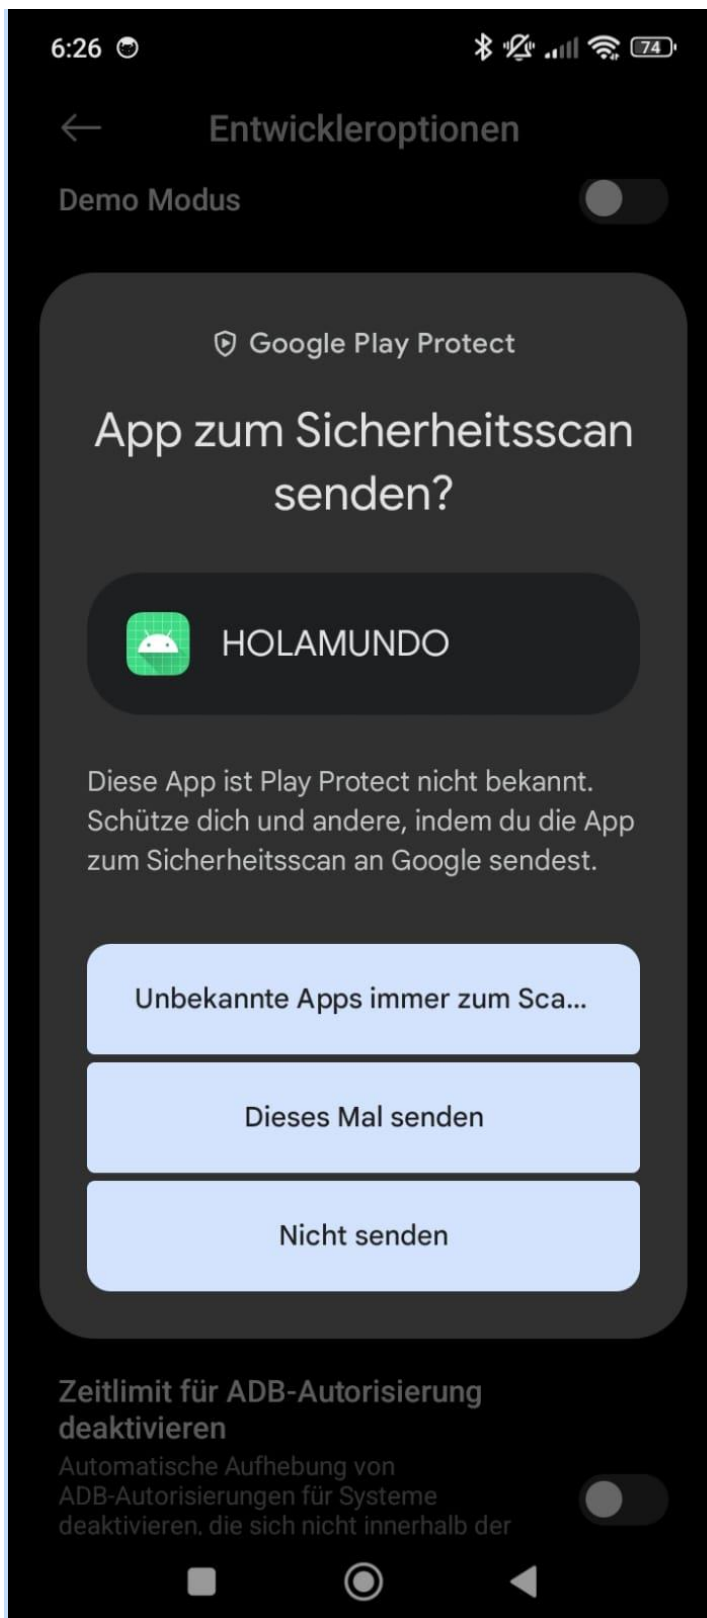 6:26
74
Entwickleroptionen
Demo Modus
Google Play Protect
App zum Sicherheitsscan
senden?
HOLAMUNDO
Diese App ist Play Protect nicht bekannt.
Schütze dich und andere, indem du die App
zum Sicherheitsscan an Google sendest.
Unbekannte Apps immer zum Sca...
Dieses Mal senden
Nicht senden
Zeitlimit für ADB-Autorisierung
deaktivieren
Automatische Aufhebung von
ADB-Autorisierungen für Systeme
deaktivieren, die sich nicht innerhalb der